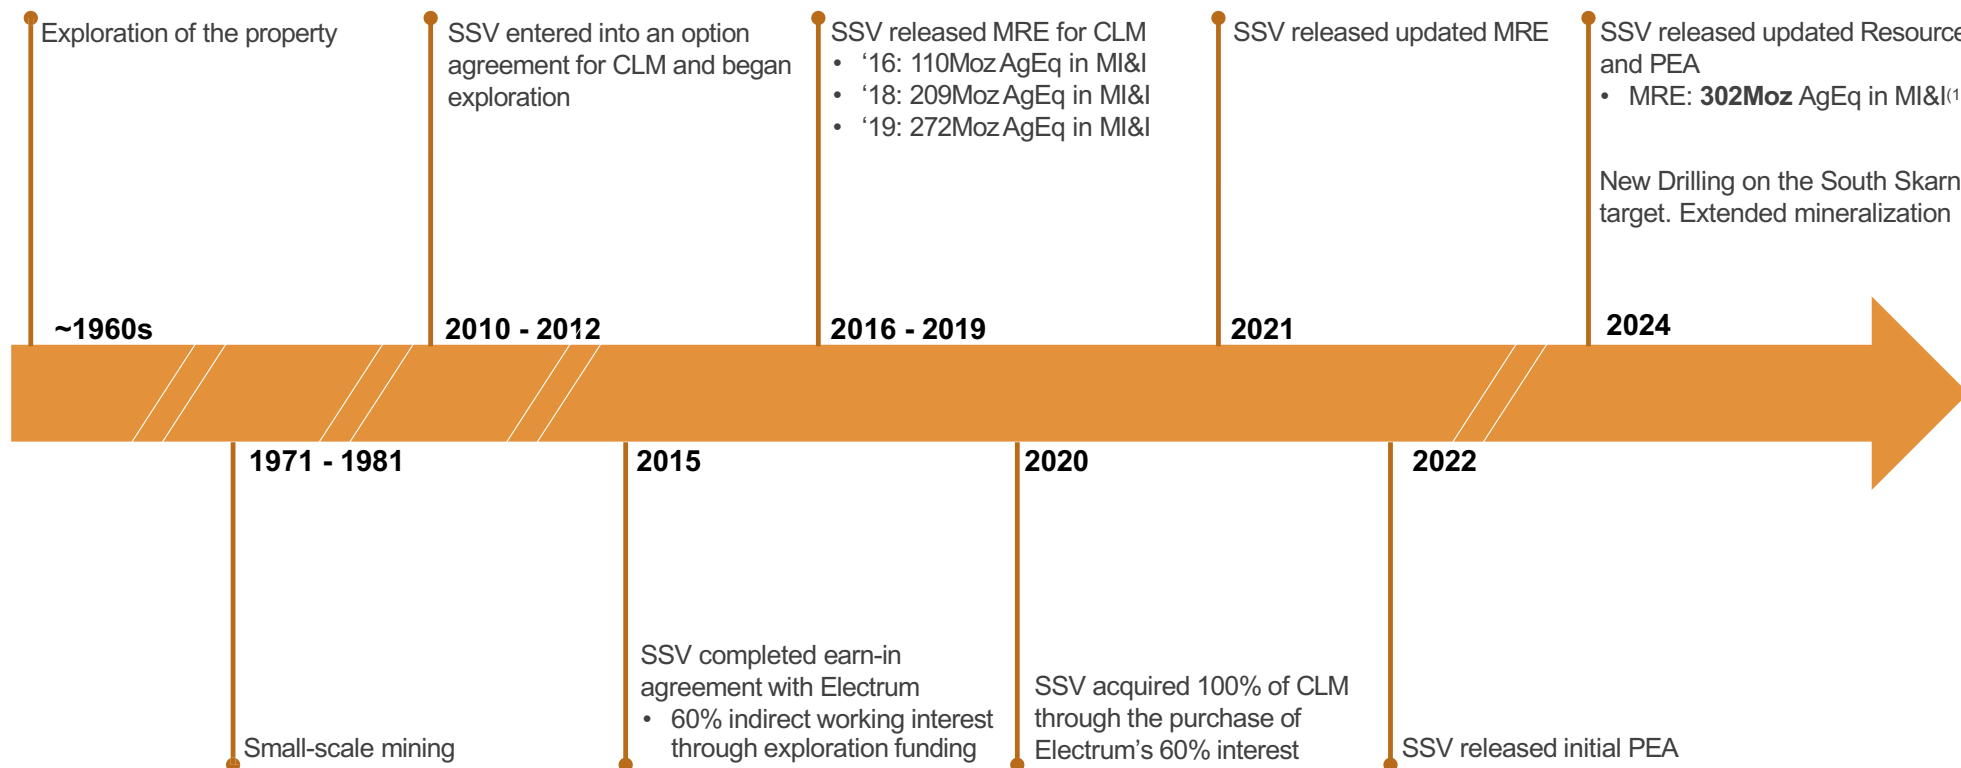 Exploration of the property
~1960s
1971 - 1981
Small-scale mining
SSV entered into an option
agreement for CLM and began
exploration
2010 - 2012
2015
SSV completed earn-in
agreement with Electrum
• 60% indirect working interest
through exploration funding
SSV released MRE for CLM
• ‘16: 110Moz AgEq in MI&I
• ‘18: 209Moz AgEq in MI&I
• ‘19: 272Moz AgEq in MI&I
2016 - 2019
2020
SSV acquired 100% of CLM
through the purchase of
Electrum’s 60% interest
SSV released updated MRE
2021
2022
SSV released initial PEA
SSV released updated Resource
and PEA
• MRE: 302Moz AgEq in MI&I(1
New Drilling on the South Skarn
target. Extended mineralization
2024